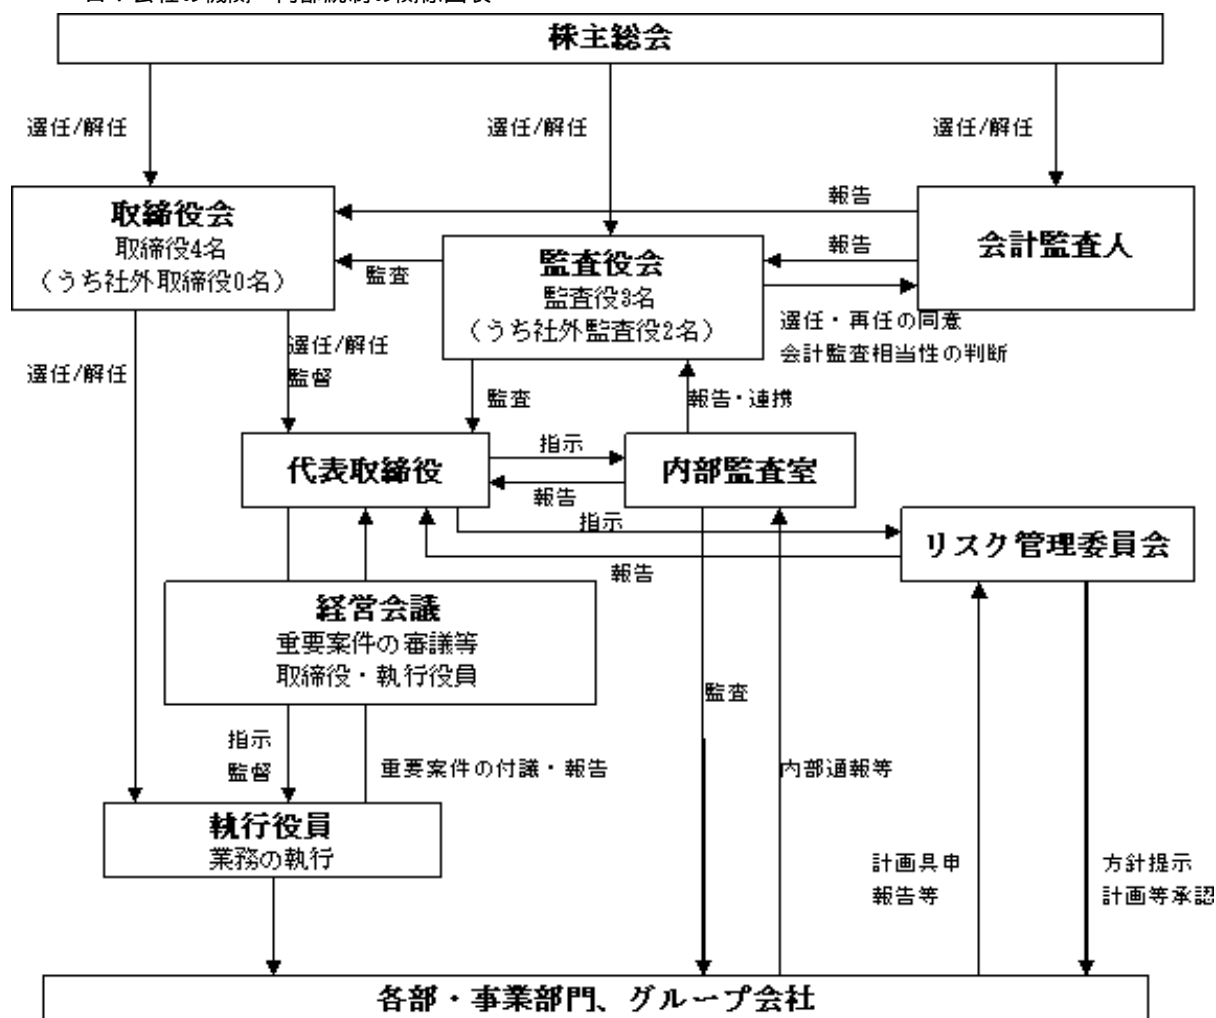 株主総会
選任/解任
選任/解任
選任/解任
取締役会
取締役4名
（うち社外取締役0名）
報告
会計監査人
監査
監査役会
監査役3名
（うち社外監査役2名）
報告
選任・再任の同意
会計監査相当性の判断
選任/解任
選任/解任
監督
監査
報告・連携
代表取締役
指示
報告
内部監査室
指示
報告
リスク管理委員会
経営会議
重要案件の審議等
取締役・執行役員
監査
指示
監督
重要案件の付議・報告
内部通報等
執行役員
業務の執行
計画具申
報告等
方針提示
計画等承認
各部・事業部門、グループ会社